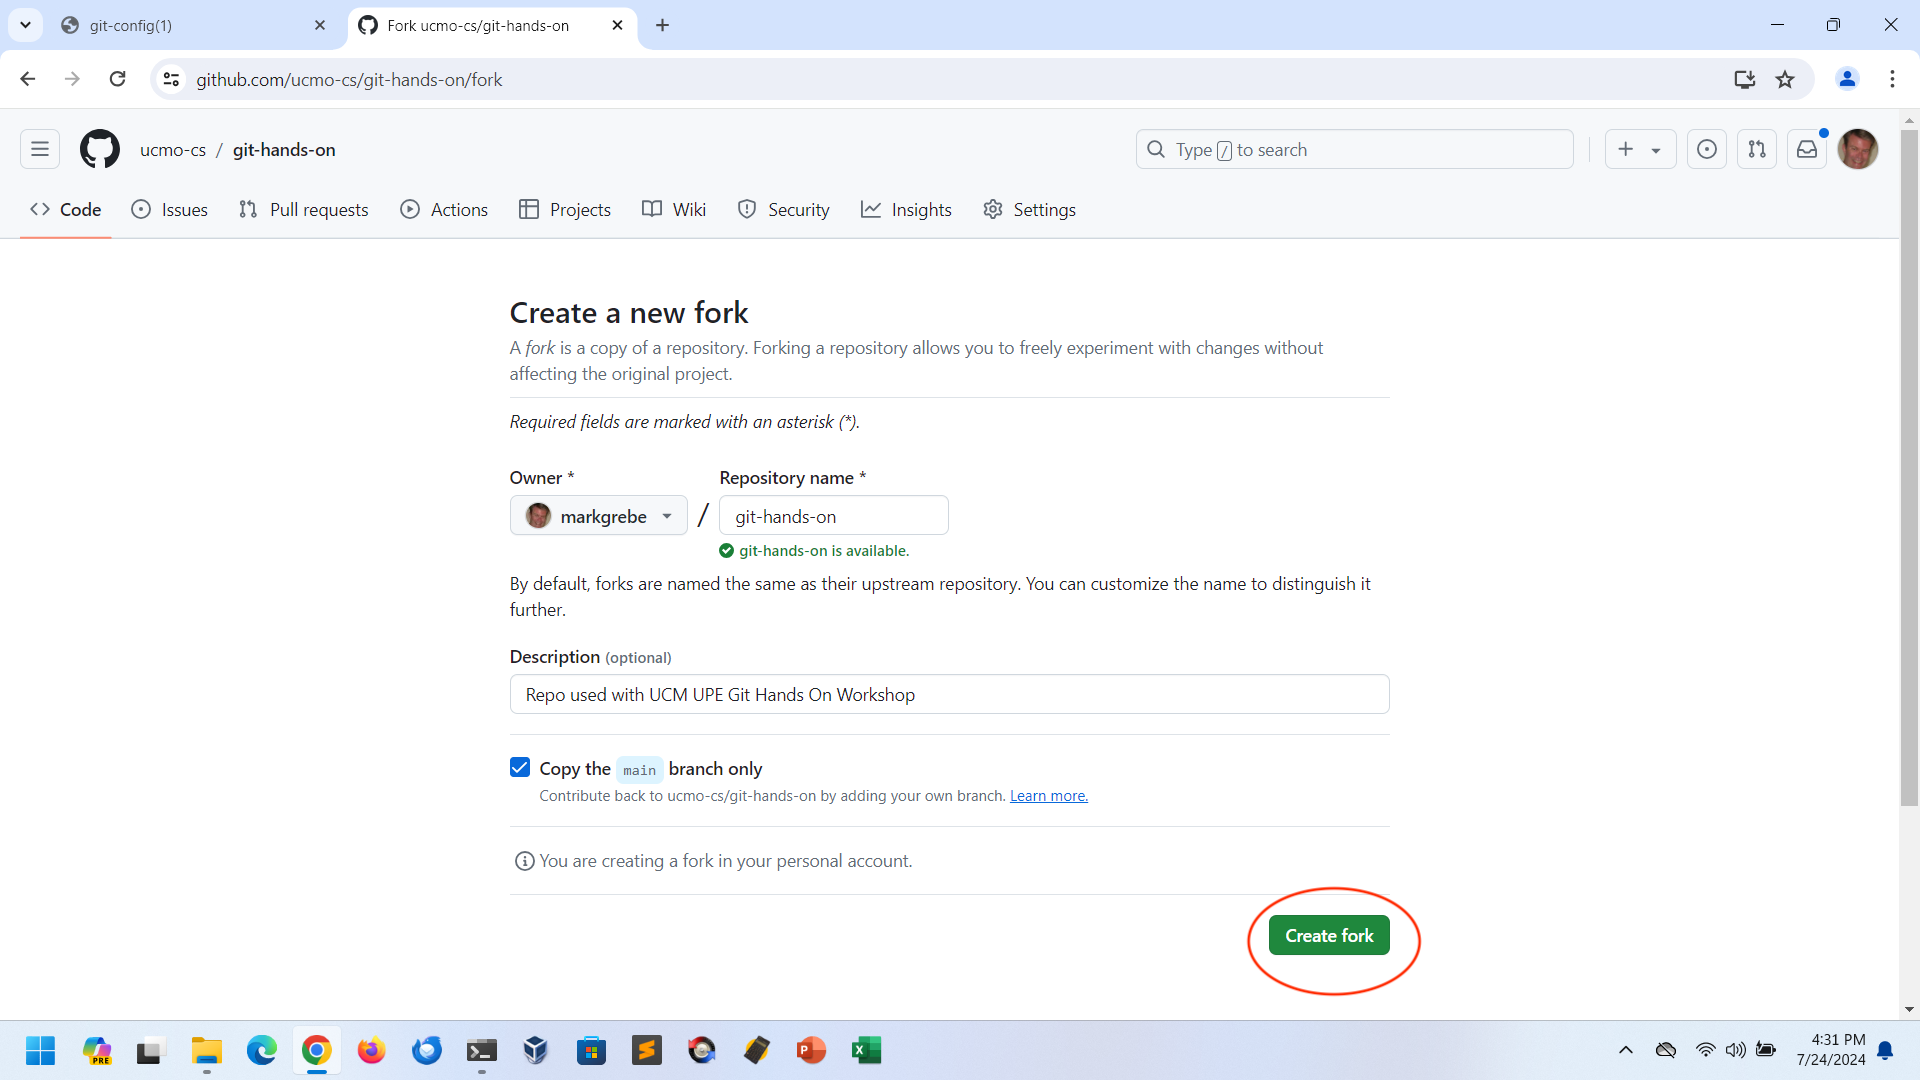 git-config(1)
Fork ucmo-cs/git-hands-on
github.com/ucmo-cs/git-hands-on/fork
ucmo-cs / git-hands-on
Type / to search
Code
Issues
Pull requests
Actions
Projects
Wiki
Security
Insights
Settings
Create a new fork
A fork is a copy of a repository. Forking a repository allows you to freely experiment with changes without
affecting the original project.
Required fields are marked with an asterisk (*).
Owner *
Repository name *
markgrebe
/
git-hands-on
git-hands-on is available.
By default, forks are named the same as their upstream repository. You can customize the name to distinguish it
further.
Description (optional)
Repo used with UCM UPE Git Hands On Workshop
Copy the main branch only
Contribute back to ucmo-cs/git-hands-on by adding your own branch. Learn more.
You are creating a fork in your personal account.
Create fork
PRE
4:31 PM
7/24/2024